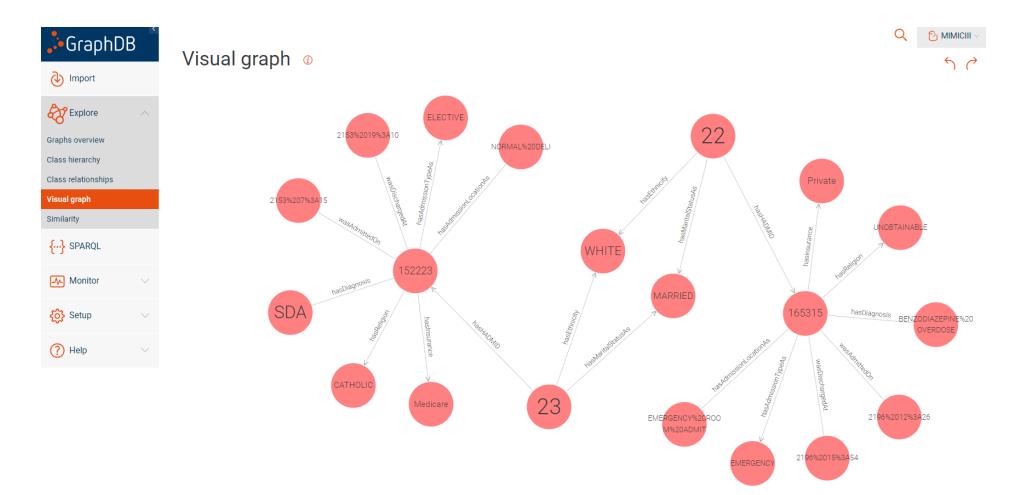 GraphDB
MIMICIII
Visual graph
Import
Explore
Graphs overview
Class hierarchy
Class relationships
Visual graph
Similarity
SPARQL
Monitor
Setup
Help
ELECTIVE
2153%2019%3A10
NORMAL%20DELI
22
2153%207%3A15
Private
wasDischargedAt
hasAdmissionTypeAs
hasAdmissionLocationAs
wasAdmittedOn
hasEthnicity
hasMaritalStatusAs
hasHADMID
UNOBTAINABLE
hasInsurance
hasReligion
WHITE
152223
MARRIED
hasDiagnosis
SDA
165315
hasDiagnosis
BENZODIAZEPINE%20
OVERDOSE
hasReligion
hasInsurance
hasHADMID
hasEthnicity
hasMaritalStatusAs
hasAdmissionLocationAs
hasAdmissionTypeAs
wasDischargedAt
wasAdmittedOn
CATHOLIC
Medicare
23
EMERGENCY%20ROO
M%20ADMIT
2196%2012%3A26
EMERGENCY
2196%2015%3A54